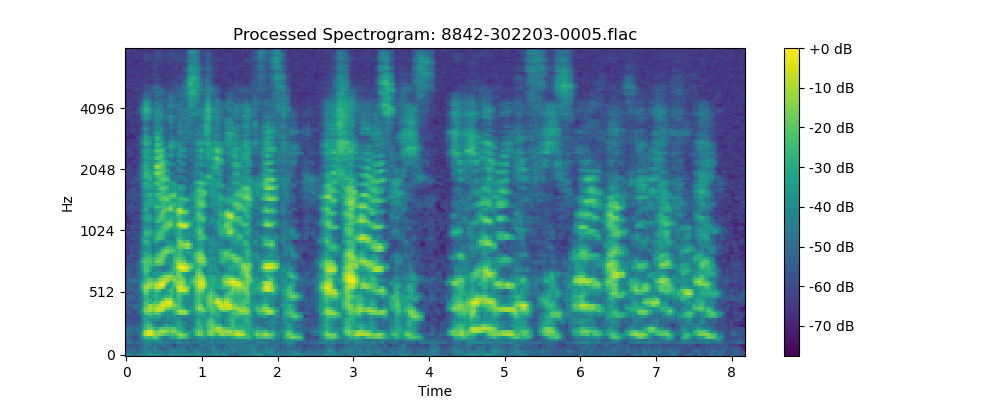 Processed Spectrogram: 8842-302203-0005.flac
Hz
4096
2048
1024
512
0
0 1 2 3 4 5 6 7 8
Time
+0 dB
-10 dB
-20 dB
-30 dB
-40 dB
-50 dB
-60 dB
-70 dB